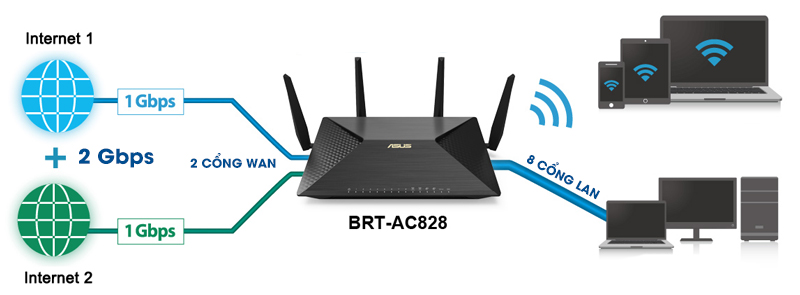 Internet 1
1 Gbps
+ 2 Gbps
2 CỔNG WAN
ASUS
8 CỔNG LAN
BRT-AC828
1 Gbps
Internet 2